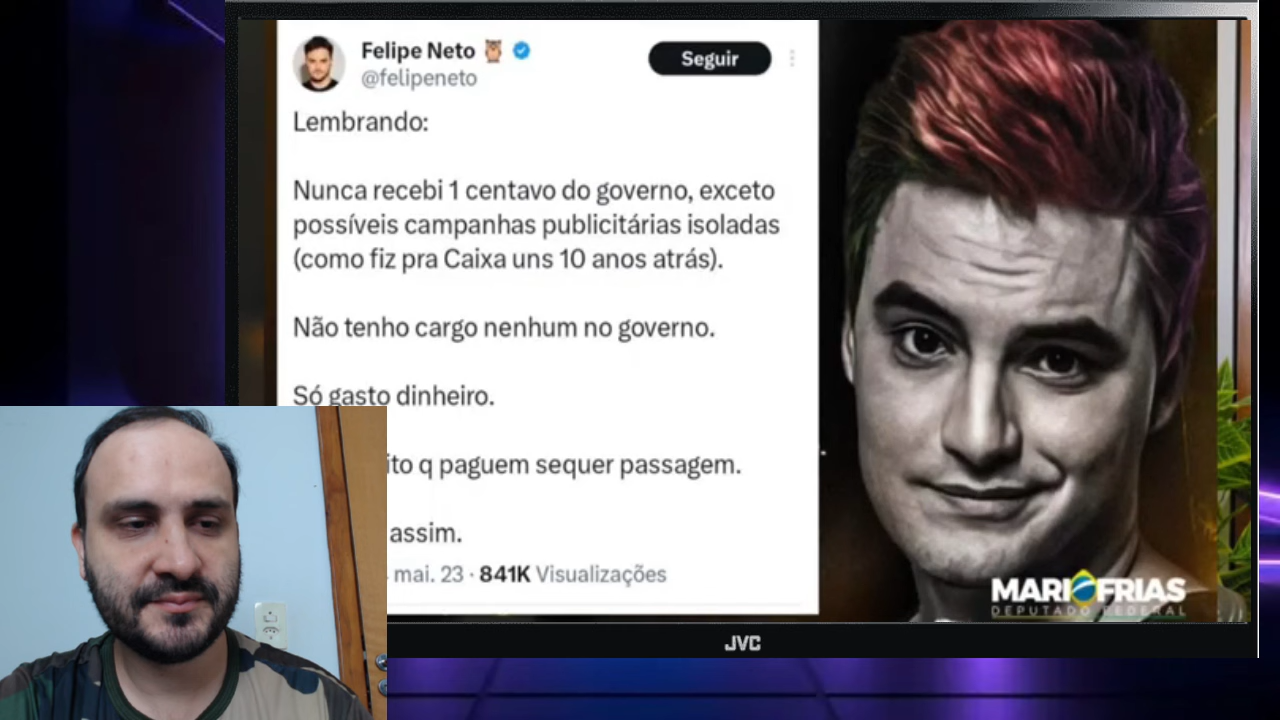 Felipe Neto
@felipeneto
Seguir
Lembrando:
Nunca recebi 1 centavo do governo, exceto
possíveis campanhas publicitárias isoladas
(como fiz pra Caixa uns 10 anos atrás).
Não tenho cargo nenhum no governo.
Só gasto dinheiro.
q paguem sequer passagem.
assim.
mai. 23 · 841K Visualizações
MARIO FRIAS
DEPUTADO FEDERAL
JVC